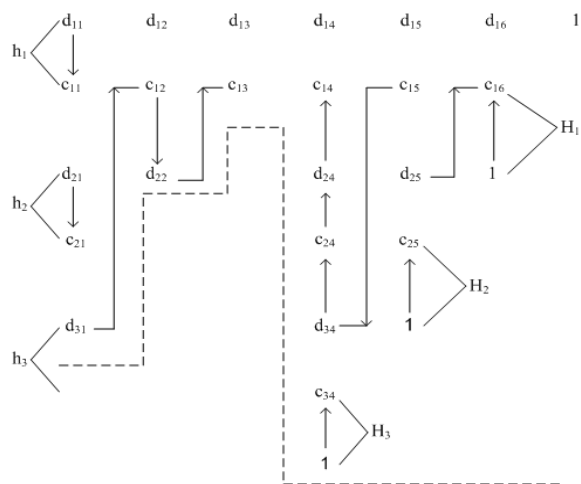 d₁₁ d₁₂ d₁₃ d₁₄ d₁₅ d₁₆ 1
h₁
c₁₁ c₁₂ c₁₃ c₁₄ c₁₅ c₁₆
H₁
d₂₁ d₂₂ d₂₄ d₂₅ 1
h₂
c₂₁ c₂₄ c₂₅
H₂
d₃₁ d₃₄ 1
h₃
c₃₄
H₃
1